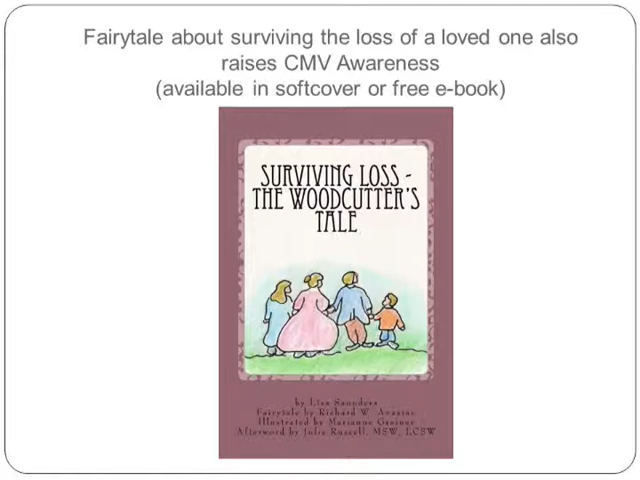 Fairytale about surviving the loss of a loved one also
raises CMV Awareness
(available in softcover or free e-book)
SURVIVING LOSS -
THE WOODCUTTER'S
TALE
by Lisa Saunders
Fairytale by Richard W.
Illustrated by Marianne Greiner
Afterword by Julie Russell, MSW, LCSW